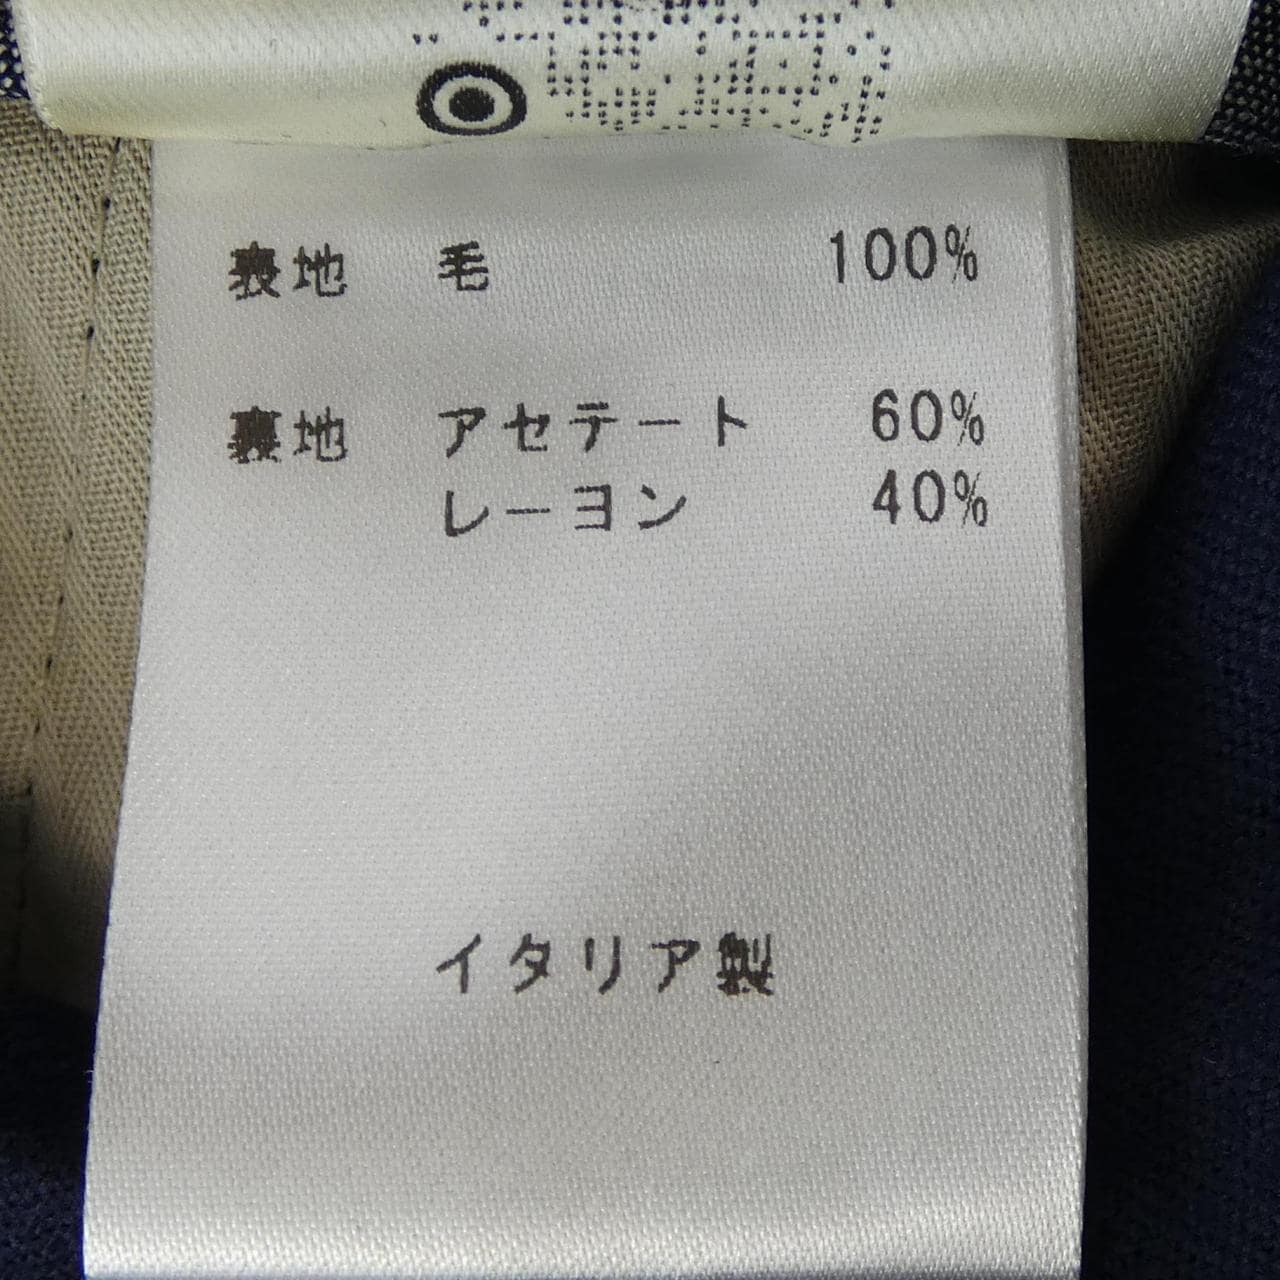 表地 毛 100%
裏地 アセテート 60%
レーヨン 40%
イタリア製